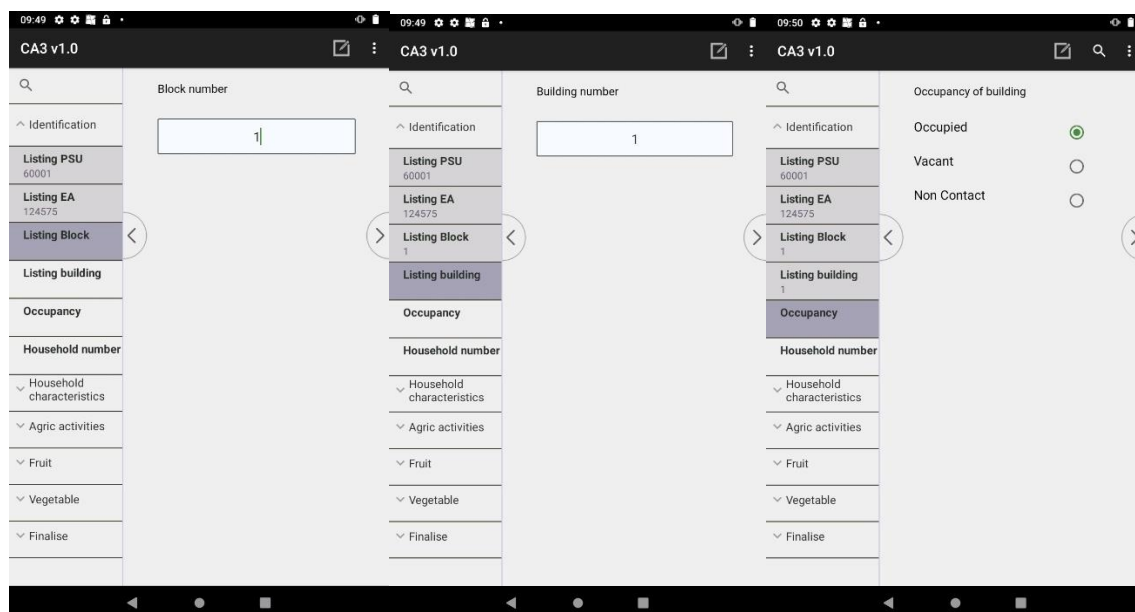 09:49
CA3 v1.0
Identification
Listing PSU
60001
Listing EA
124575
Listing Block
Listing building
Occupancy
Household number
Household
characteristics
Agric activities
Fruit
Vegetable
Finalise
Block number
1
09:49
CA3 v1.0
Identification
Listing PSU
60001
Listing EA
124575
Listing Block
1
Listing building
Occupancy
Household number
Household
characteristics
Agric activities
Fruit
Vegetable
Finalise
Building number
1
09:50
CA3 v1.0
Identification
Listing PSU
60001
Listing EA
124575
Listing Block
1
Listing building
1
Occupancy
Household number
Household
characteristics
Agric activities
Fruit
Vegetable
Finalise
Occupancy of building
Occupied
Vacant
Non Contact